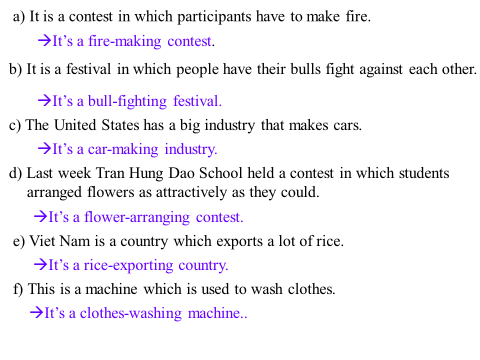 a) It is a contest in which participants have to make fire.
→It’s a fire-making contest.
b) It is a festival in which people have their bulls fight against each other.
→It’s a bull-fighting festival.
c) The United States has a big industry that makes cars.
→It’s a car-making industry.
d) Last week Tran Hung Dao School held a contest in which students
arranged flowers as attractively as they could.
→It’s a flower-arranging contest.
e) Viet Nam is a country which exports a lot of rice.
→It’s a rice-exporting country.
f) This is a machine which is used to wash clothes.
→It’s a clothes-washing machine..